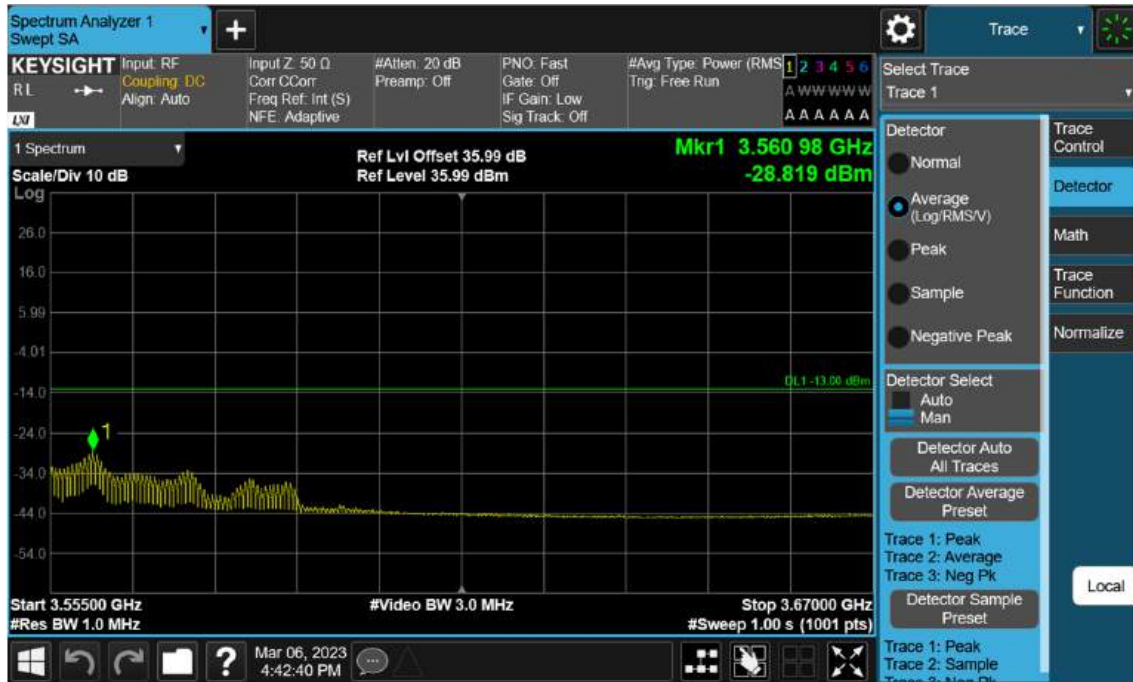 Spectrum Analyzer 1
Swept SA
+
Trace
KEYSIGHT
RL
LXI
Input: RF
Coupling: DC
Align: Auto
Input Z: 50 Ω
Corr CCorr
Freq Ref: Int (S)
NFE: Adaptive
#Atten: 20 dB
Preamp: Off
PNO: Fast
Gate: Off
IF Gain: Low
Sig Track: Off
#Avg Type: Power (RMS
Trig: Free Run
1 2 3 4 5 6
A W W W W W
A A A A A A
1 Spectrum
Scale/Div 10 dB
Log
Ref Lvl Offset 35.99 dB
Ref Level 35.99 dBm
Mkr1 3.560 98 GHz
-28.819 dBm
26.0
16.0
5.99
-4.01
DL1 -13.00 dBm
-14.0
-24.0
1
-34.0
-44.0
-54.0
Start 3.55500 GHz
#Video BW 3.0 MHz
Stop 3.67000 GHz
#Res BW 1.0 MHz
#Sweep 1.00 s (1001 pts)
?
Mar 06, 2023
4:42:40 PM
Select Trace
Trace 1
Detector
Normal
Average
(Log/RMS/V)
Peak
Sample
Negative Peak
Detector Select
Auto
Man
Detector Auto
All Traces
Detector Average
Preset
Trace 1: Peak
Trace 2: Average
Trace 3: Neg Pk
Detector Sample
Preset
Trace 1: Peak
Trace 2: Sample
Trace 3: Neg Pk
Trace
Control
Detector
Math
Trace
Function
Normalize
Local